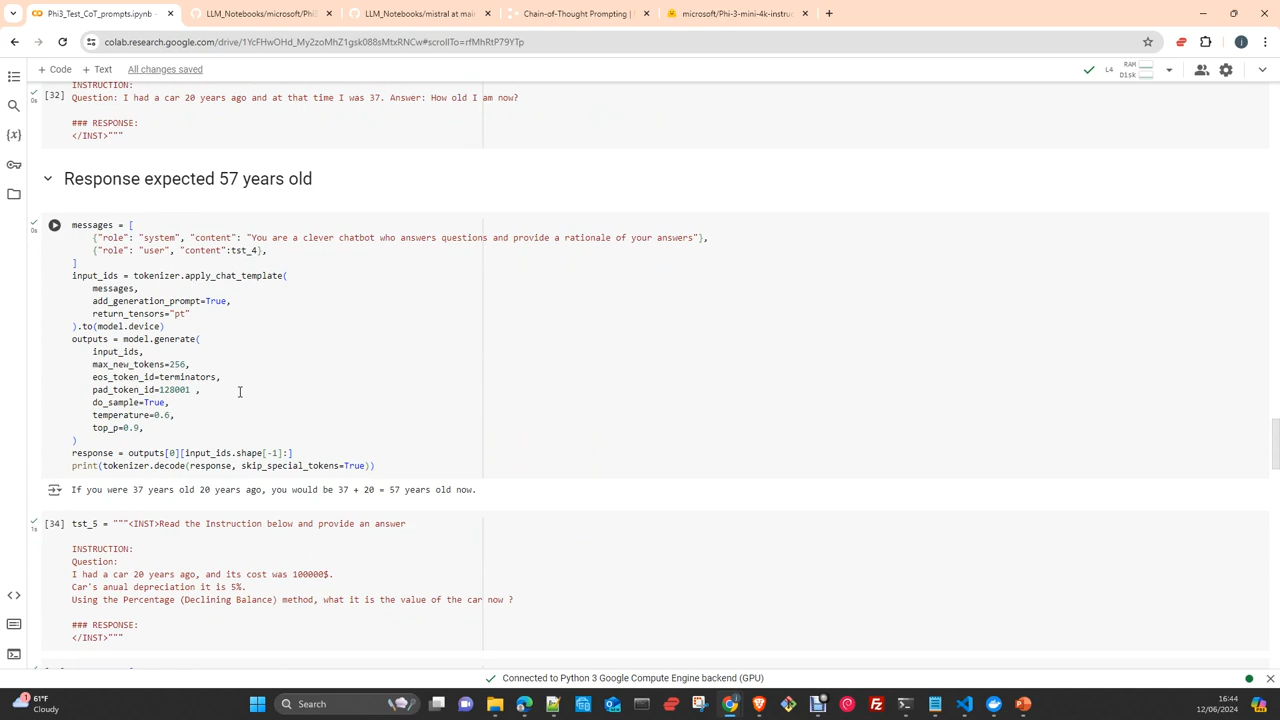 Phi3_Test_CoT_prompts.ipynb -
LLM_Notebooks/microsoft/Phi3
LLM_Notebooks/mistral at main
Chain-of-Thought Prompting |
microsoft/Phi-3-mini-4k-instruc
colab.research.google.com/drive/1YcFHwOHd_My2zoMhZ1gsk088sMtxRNCw#scrollTo=rfMhRtP79YTp
+ Code + Text All changes saved
L4 RAM Disk
INSTRUCTION:
[32] Question: I had a car 20 years ago and at that time I was 37. Answer: How old I am now?
0s
### RESPONSE:
</INST>"""
Response expected 57 years old
0s
messages = [
{"role": "system", "content": "You are a clever chatbot who answers questions and provide a rationale of your answers"},
{"role": "user", "content":tst_4},
]
input_ids = tokenizer.apply_chat_template(
messages,
add_generation_prompt=True,
return_tensors="pt"
).to(model.device)
outputs = model.generate(
input_ids,
max_new_tokens=256,
eos_token_id=terminators,
pad_token_id=128001 ,
do_sample=True,
temperature=0.6,
top_p=0.9,
)
response = outputs[0][input_ids.shape[-1]:]
print(tokenizer.decode(response, skip_special_tokens=True))
If you were 37 years old 20 years ago, you would be 37 + 20 = 57 years old now.
[34] tst_5 = """<INST>Read the Instruction below and provide an answer
1s
INSTRUCTION:
Question:
I had a car 20 years ago, and its cost was 100000$.
Car's anual depreciation it is 5%.
Using the Percentage (Declining Balance) method, what it is the value of the car now ?
### RESPONSE:
</INST>"""
Connected to Python 3 Google Compute Engine backend (GPU)
61°F
Cloudy
Search
16:44
12/06/2024